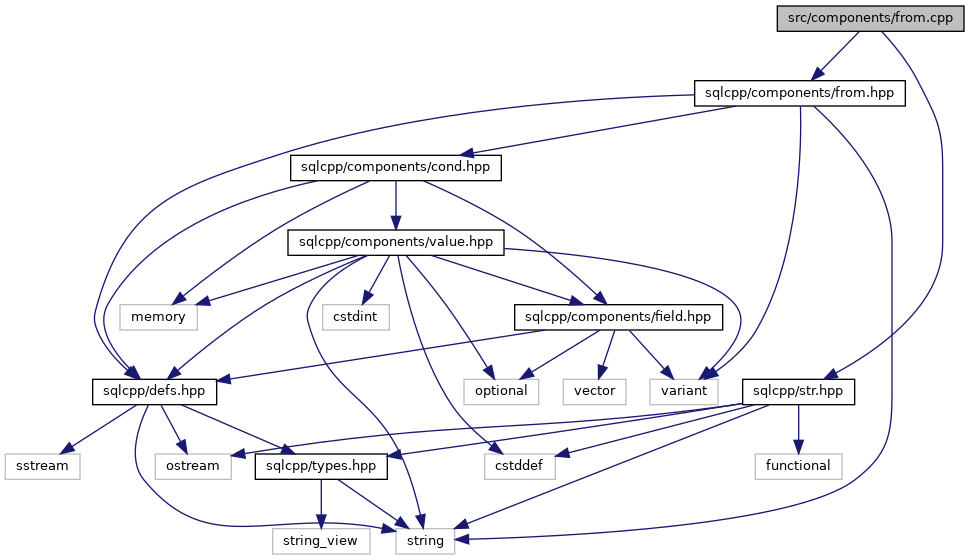 src/components/from.cpp
sqlcpp/components/from.hpp
sqlcpp/components/cond.hpp
sqlcpp/components/value.hpp
memory
cstdint
sqlcpp/components/field.hpp
sqlcpp/defs.hpp
optional
vector
variant
sqlcpp/str.hpp
sstream
ostream
sqlcpp/types.hpp
cstddef
functional
string_view
string